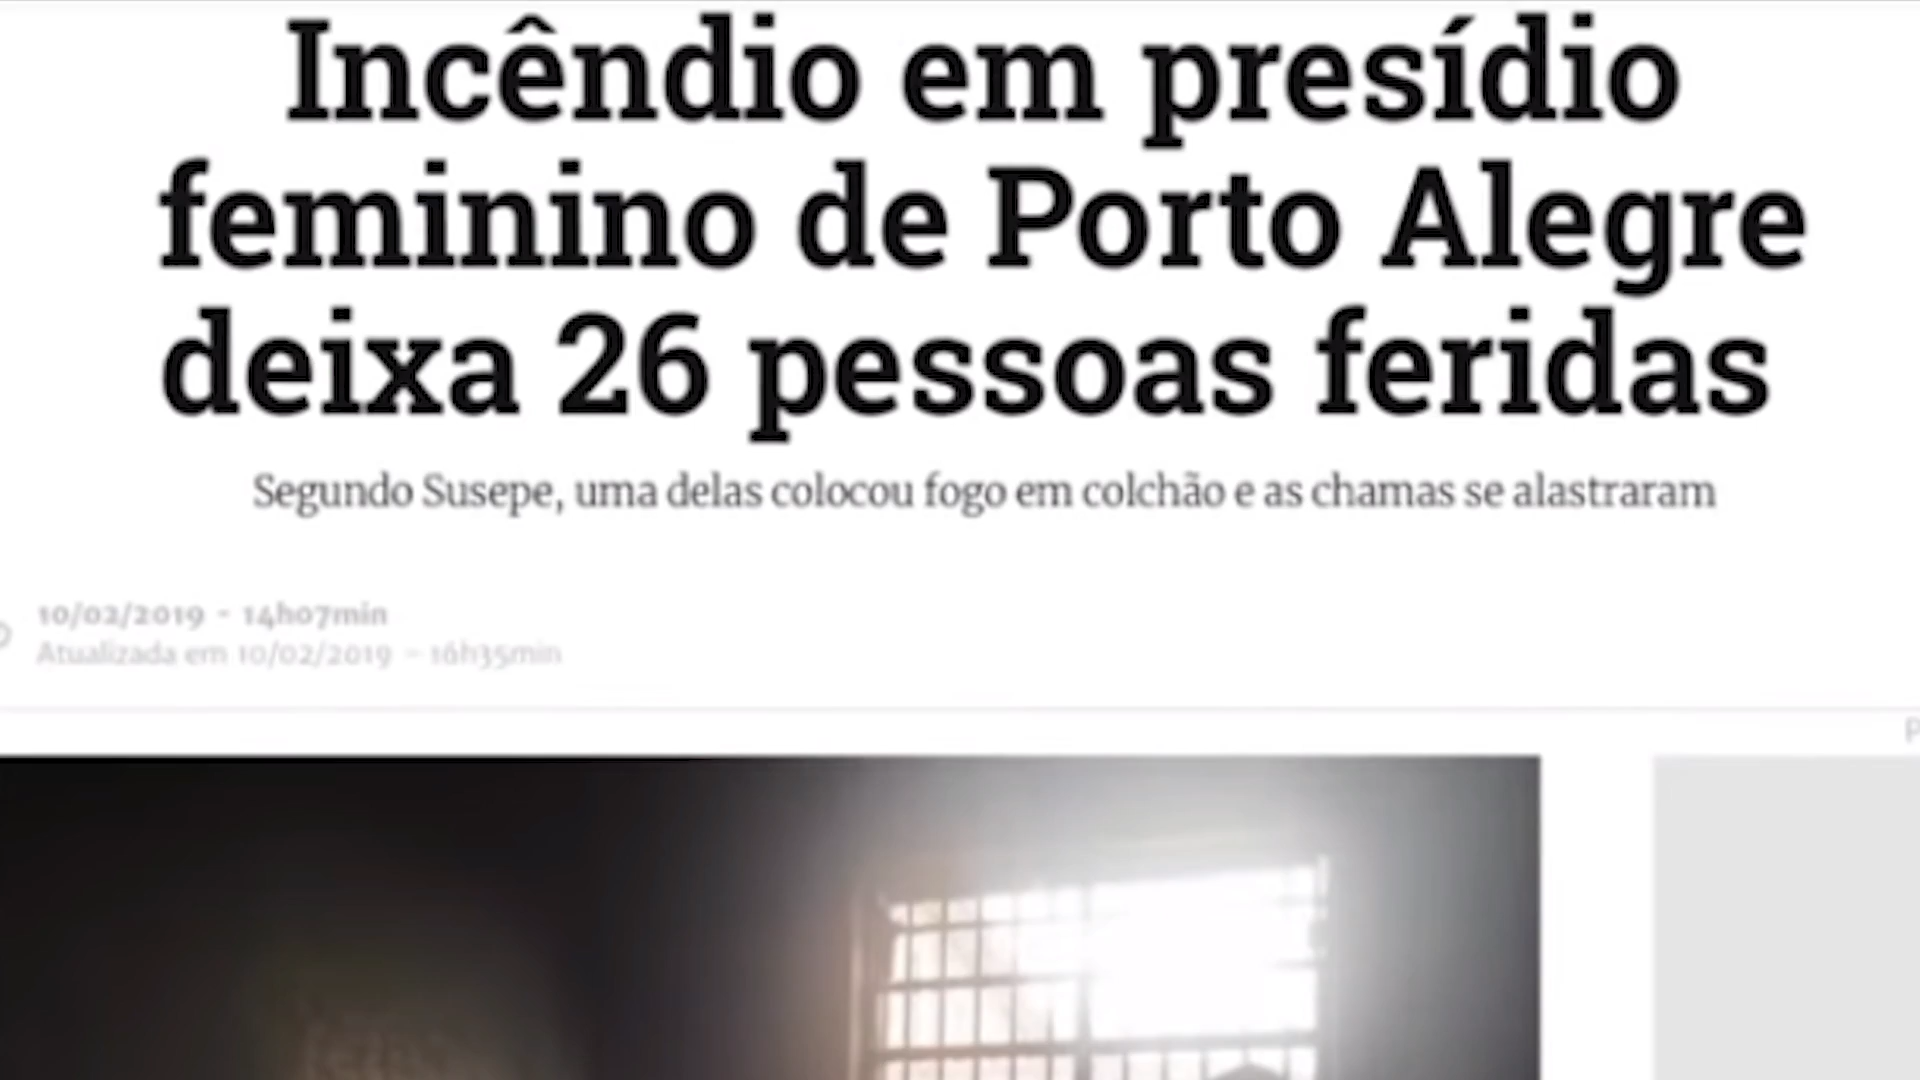 Incêndio em presídio
feminino de Porto Alegre
deixa 26 pessoas feridas
Segundo Susepe, uma delas colocou fogo em colchão e as chamas se alastraram
10/02/2019 - 14h07min
Atualizada em 10/02/2019 - 16h35min